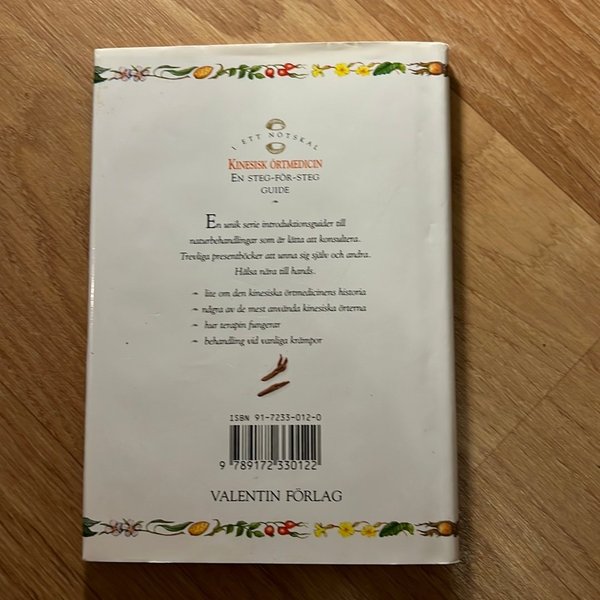 I ETT NÖTSKAL
KINESISK ÖRTMEDICIN
EN STEG-FÖR-STEG
GUIDE
En unik serie introduktionsguider till
naturbehandlingar som är lätta att konsultera.
Trevliga presentböcker att unna sig själv och andra.
Hälsa nära till hands.
lite om den kinesiska örtmedicinens historia
några av de mest använda kinesiska örterna
hur terapin fungerar
behandling vid vanliga krämpor
ISBN 91-7233-012-0
9 789172 330122
VALENTIN FÖRLAG